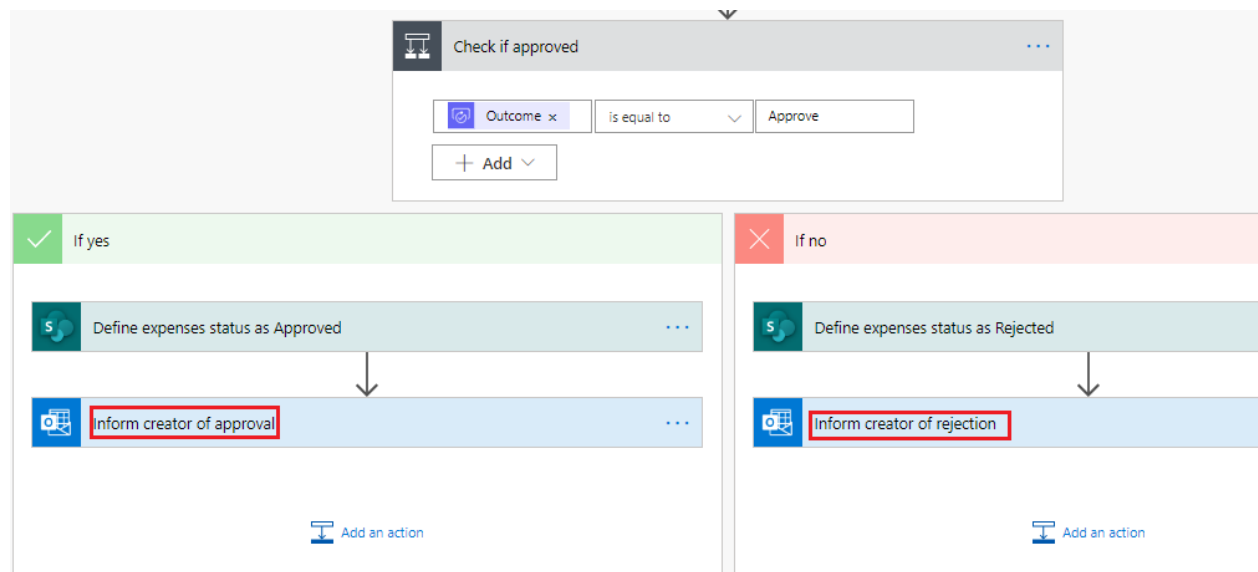 Check if approved
Outcome x is equal to Approve
Add
If yes
If no
S Define expenses status as Approved
S Define expenses status as Rejected
Inform creator of approval
Inform creator of rejection
Add an action
Add an action